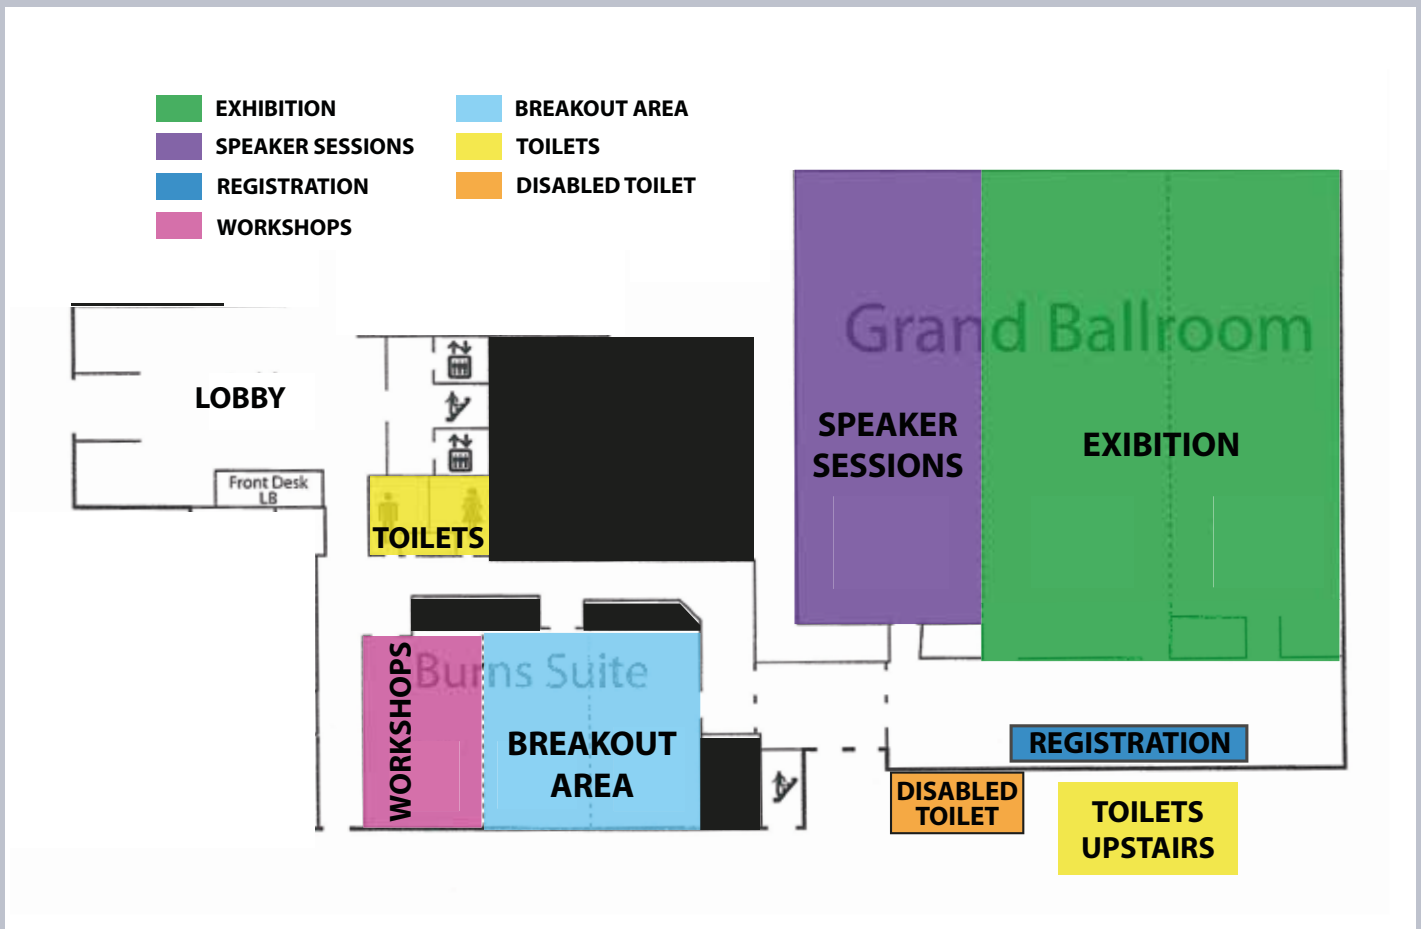 EXHIBITION
SPEAKER SESSIONS
REGISTRATION
WORKSHOPS
BREAKOUT AREA
TOILETS
DISABLED TOILET
LOBBY
Front Desk
LB
TOILETS
Grand Ballroom
SPEAKER
SESSIONS
EXIBITION
Burns Suite
WORKSHOPS
BREAKOUT
AREA
REGISTRATION
DISABLED
TOILET
TOILETS
UPSTAIRS